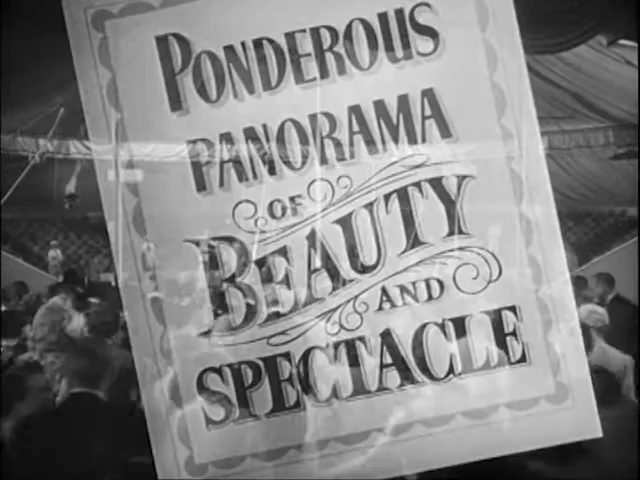 PONDEROUS
PANORAMA
OF
BEAUTY
AND
SPECTACLE